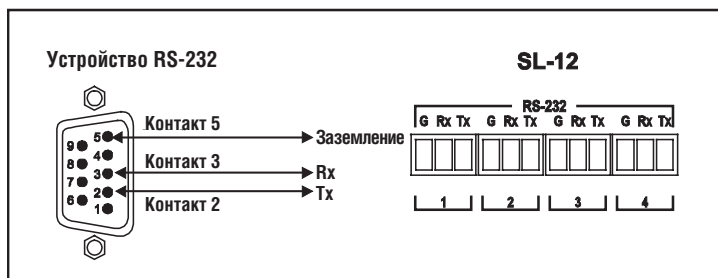 Устройство RS-232
SL-12
RS-232
G Rx Tx G Rx Tx G Rx Tx G Rx Tx
Контакт 5
Заземление
Контакт 3
Rx
Tx
Контакт 2
5
9
4
8
3
7
2
6
1
1 2 3 4